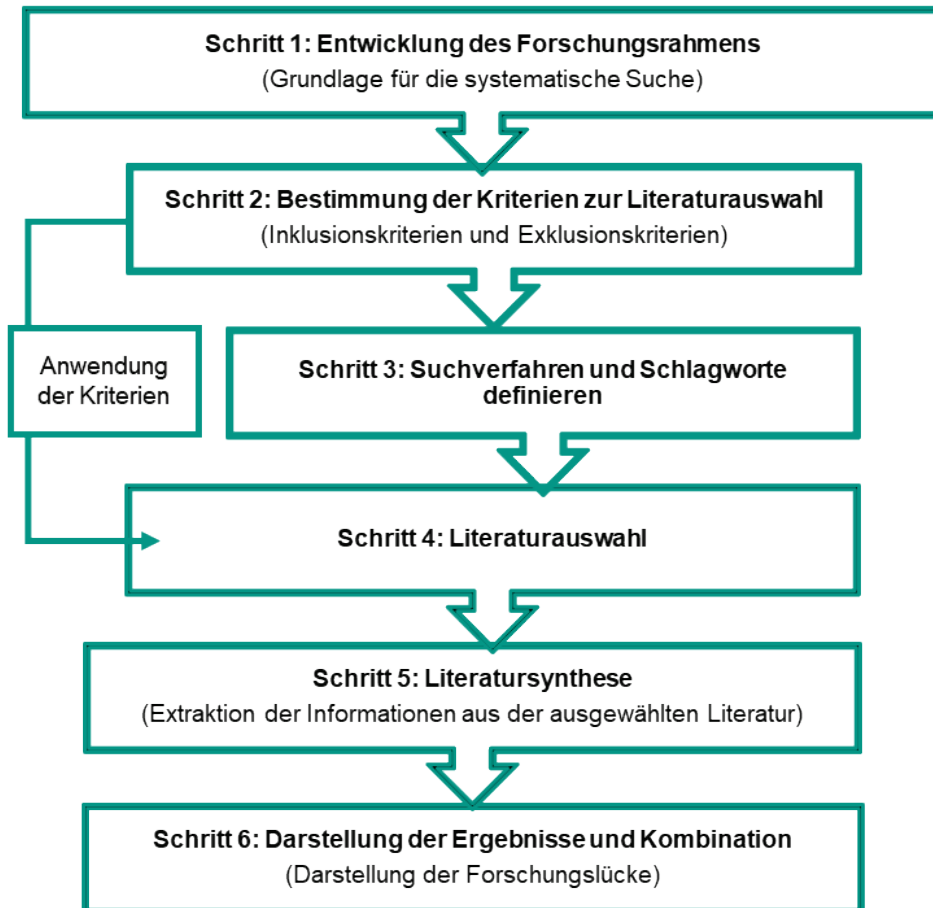 Schritt 1: Entwicklung des Forschungsrahmens
(Grundlage für die systematische Suche)
Schritt 2: Bestimmung der Kriterien zur Literaturauswahl
(Inklusionskriterien und Exklusionskriterien)
Anwendung
der Kriterien
Schritt 3: Suchverfahren und Schlagworte
definieren
Schritt 4: Literaturauswahl
Schritt 5: Literatursynthese
(Extraktion der Informationen aus der ausgewählten Literatur)
Schritt 6: Darstellung der Ergebnisse und Kombination
(Darstellung der Forschungslücke)